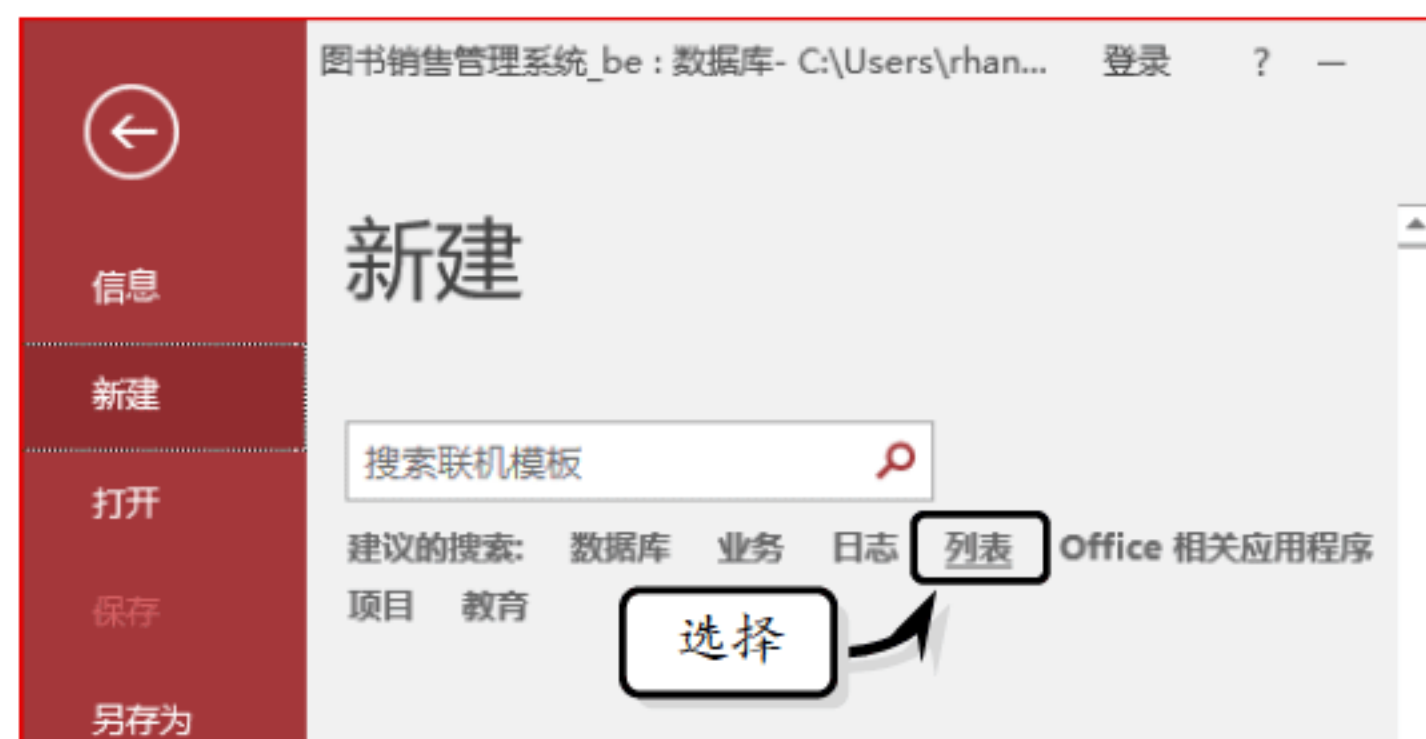 图书销售管理系统_be : 数据库- C:\Users\rhan... 登录 ? —
新建
信息
新建
打开
保存
另存为
搜索联机模板
建议的搜索: 数据库 业务 日志 列表 Office 相关应用程序
项目 教育
选择